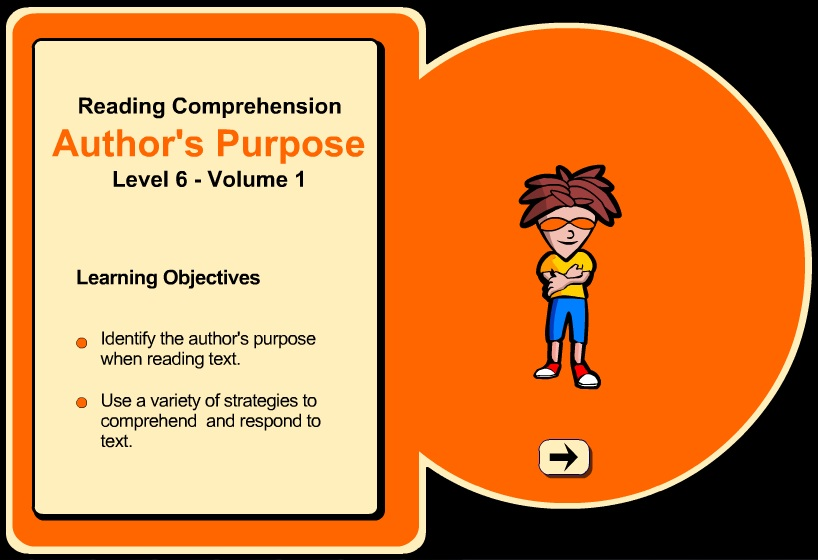 Reading Comprehension
Author's Purpose
Level 6 - Volume 1
Learning Objectives
Identify the author's purpose
when reading text.
Use a variety of strategies to
comprehend  and respond to
text.